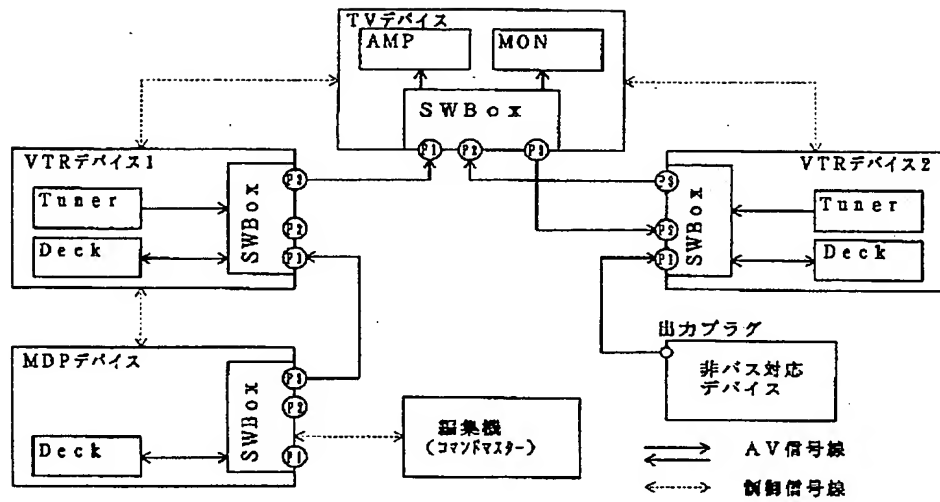 TVデバイス
AMP
MON
SWBox
P1
P2
P3
VTRデバイス1
Tuner
Deck
SWBox
P3
P2
P1
VTRデバイス2
P3
P2
P1
SWBox
Tuner
Deck
MDPデバイス
Deck
SWBox
P3
P2
P1
編集機
(コマンドマスター)
出力プラグ
非バス対応
デバイス
AV信号線
制御信号線